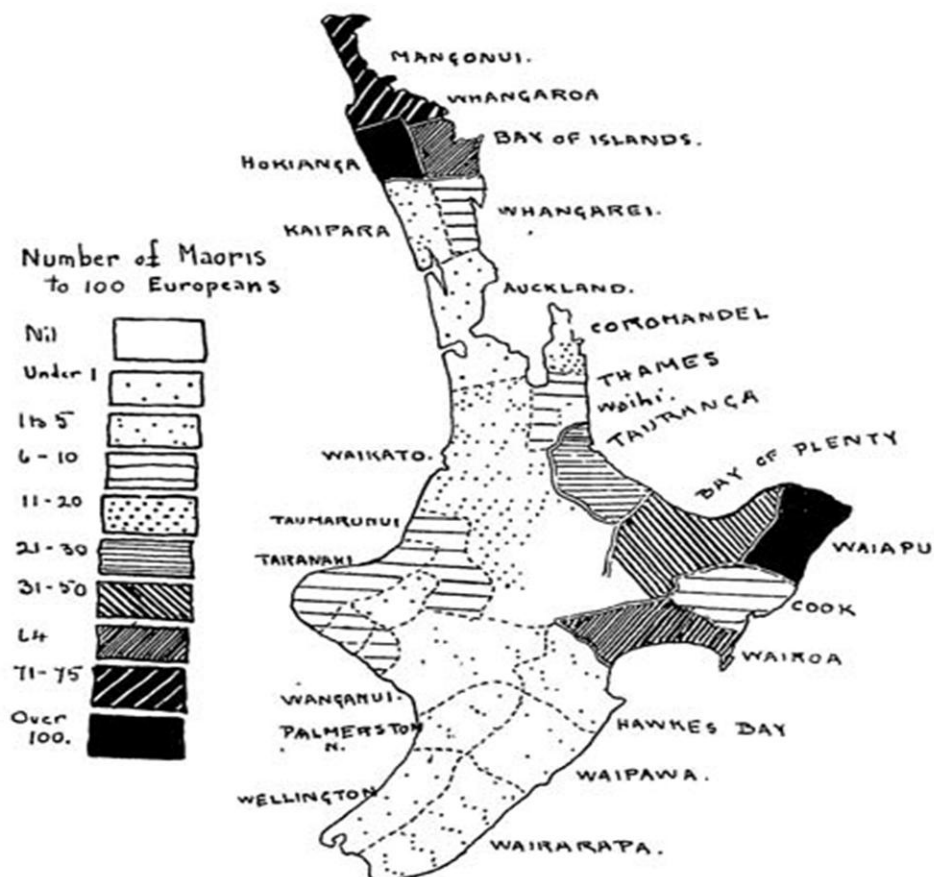 MANGONUI.
WHANGAROA
BAY OF ISLANDS.
HOKIANGA
WHANGAREI.
KAIPARA
Number of Maoris
to 100 Europeans
AUCKLAND.
COROMANDEL
THAMES
Waihi.
TAURANGA
Nil
Under 1
1 to 5
6-10
11-20
21-30
31-50
64
71-75
Over
100.
WAIKATO.
BAY OF PLENTY
TAUMARUNUI
TARANAKI
WAIAPU
COOK
WAIROA
WANGANUI.
PALMERSTON
N.
HAWKES BAY
WAIPAWA.
WELLINGTON
WAIRARAPA.